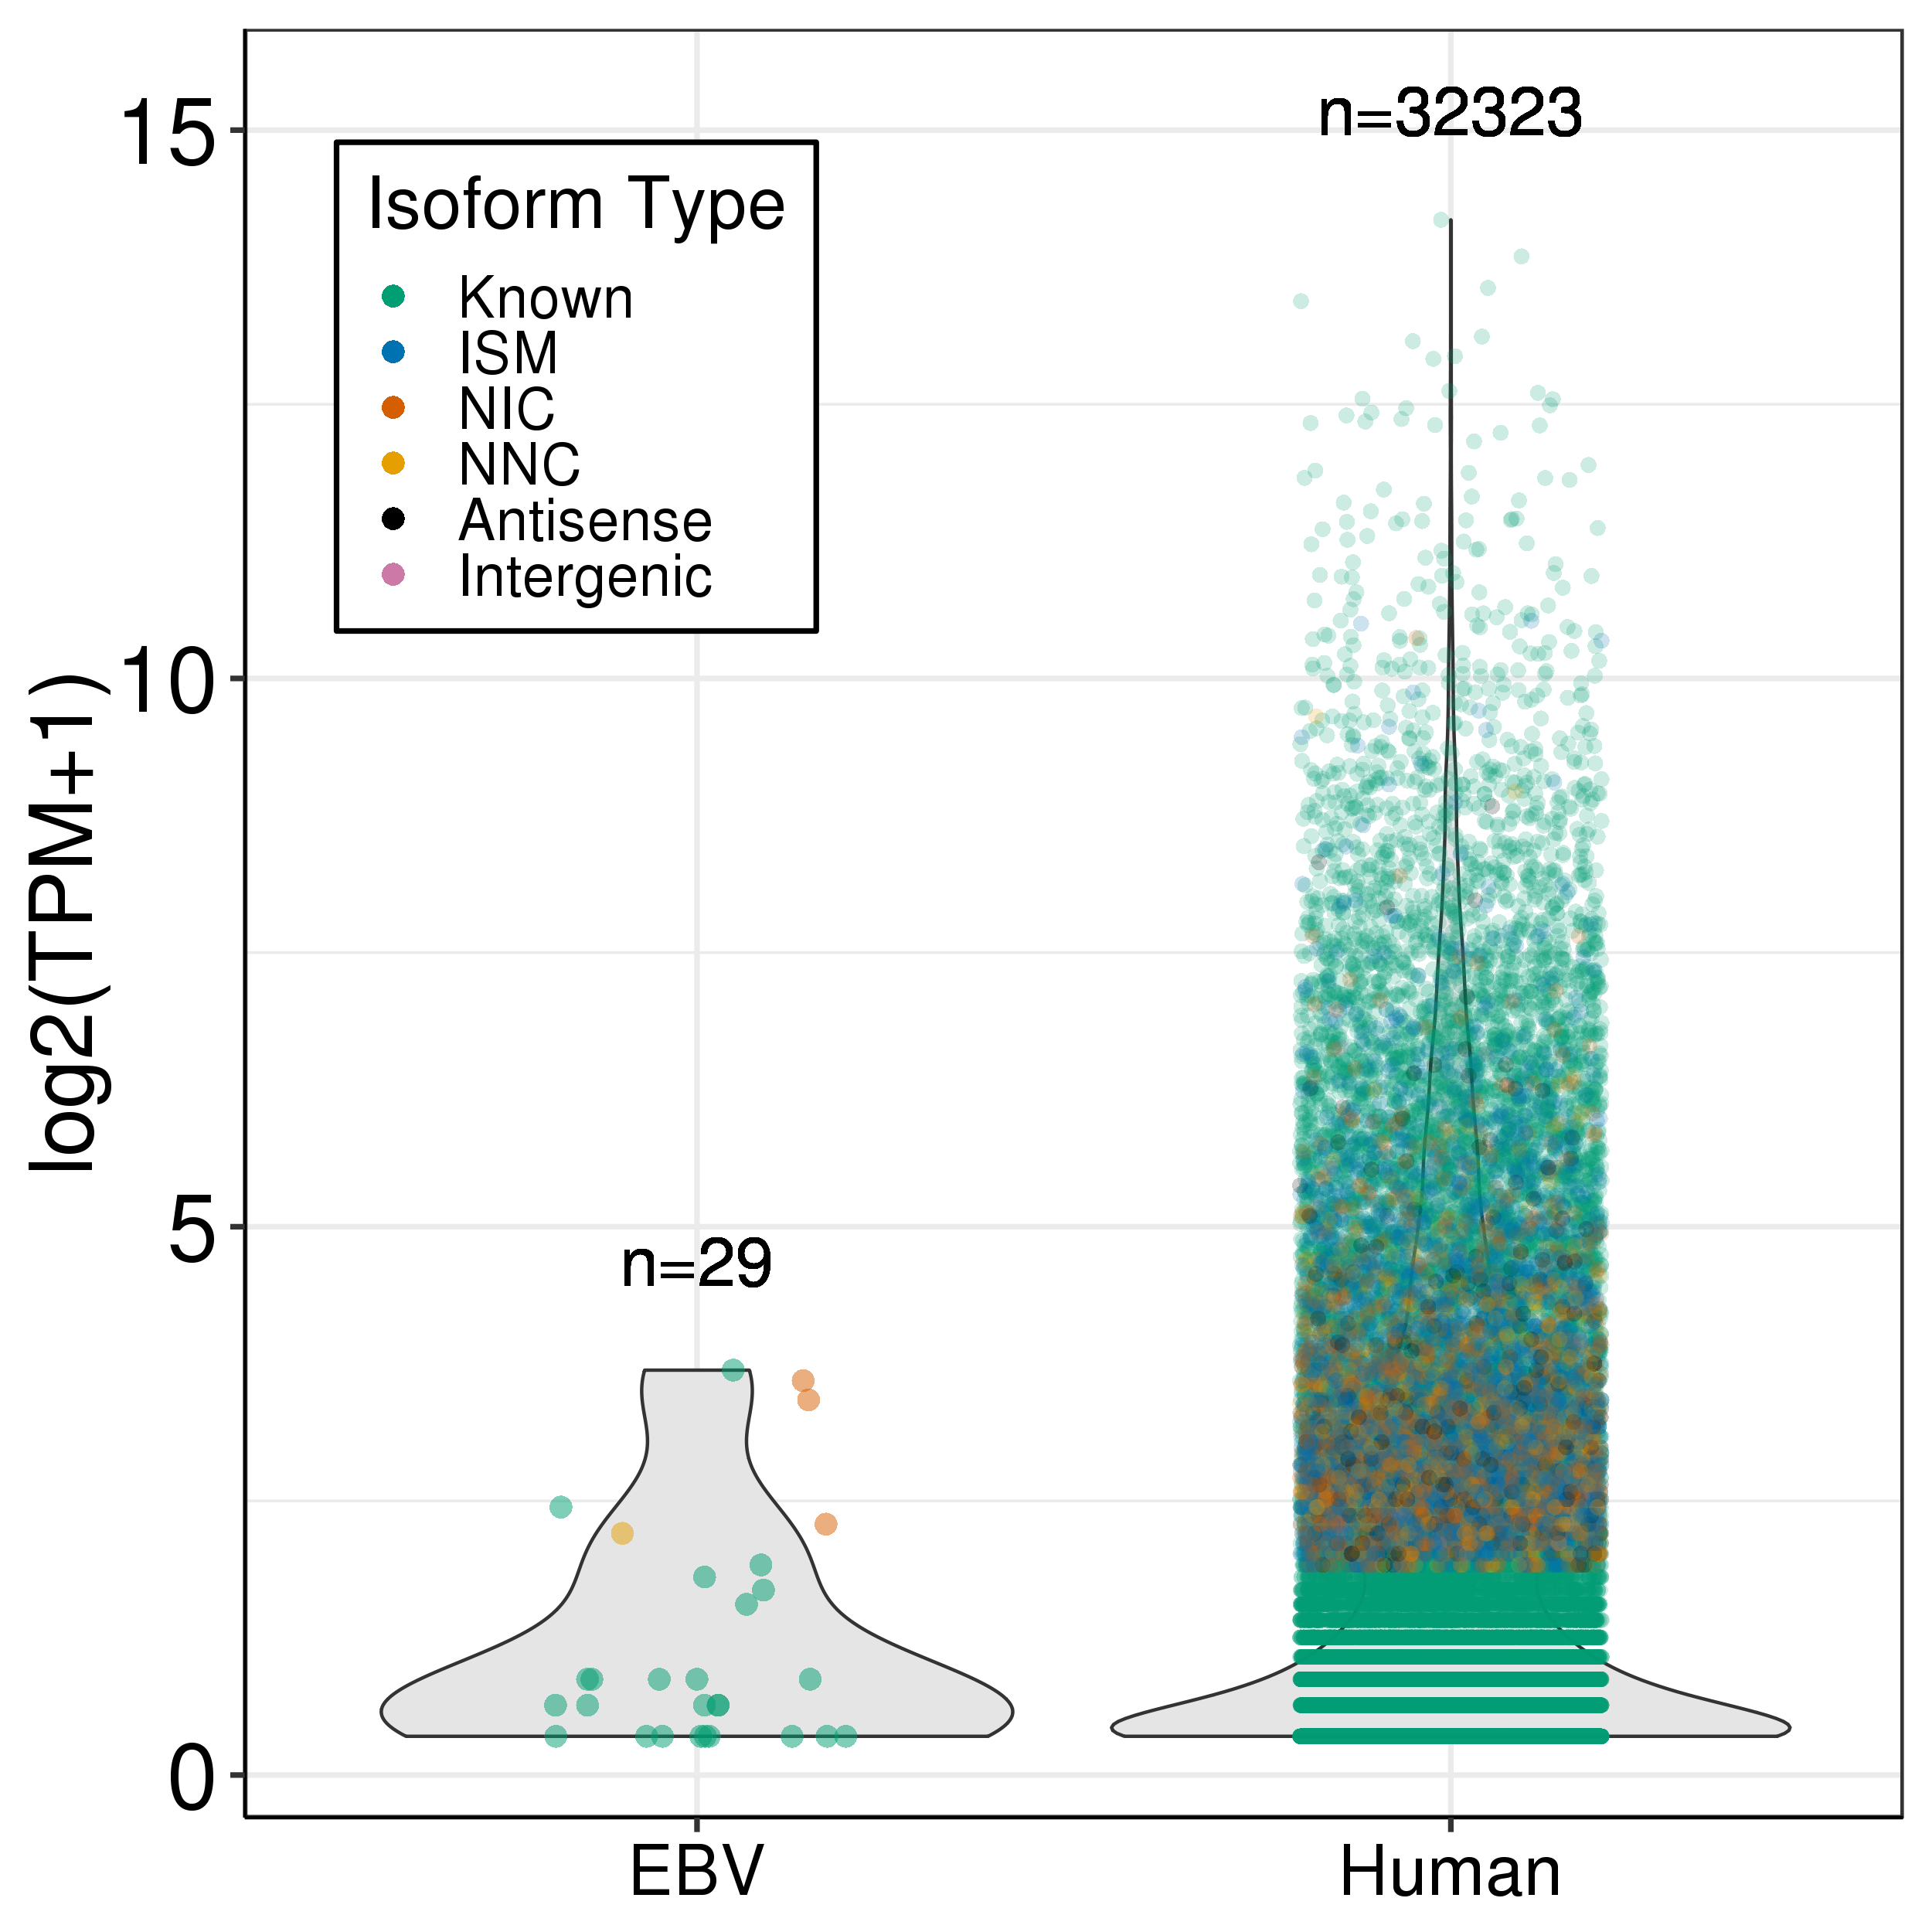 log2(TPM+1)
15
10
5
0
Isoform Type
Known
ISM
NIC
NNC
Antisense
Intergenic
n=29
n=32323
EBV
Human